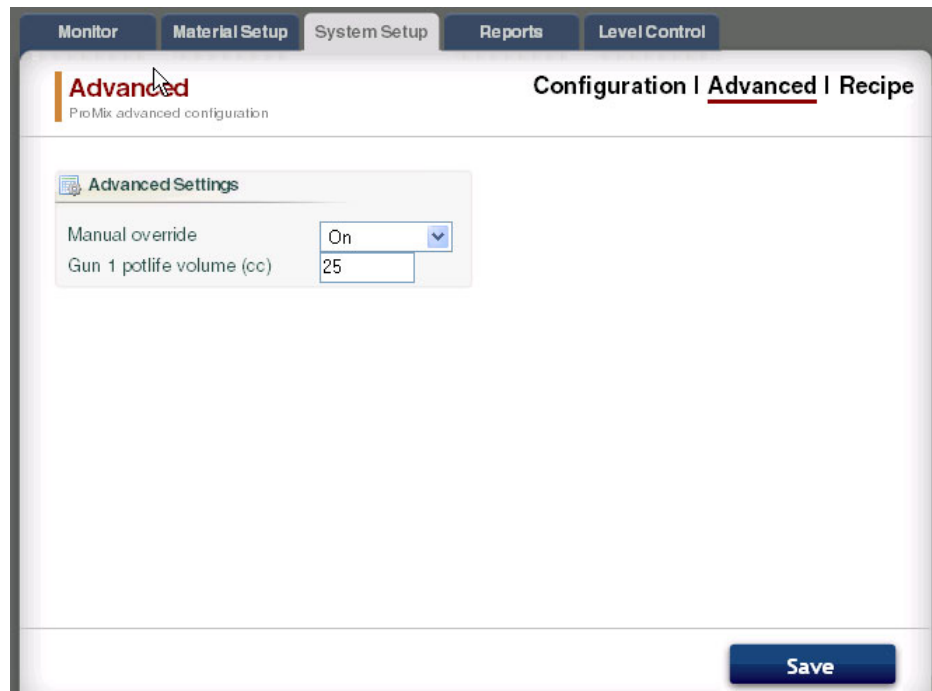 Monitor Material Setup System Setup Reports Level Control
Advanced
ProMix advanced configuration
Configuration | Advanced | Recipe
Advanced Settings
Manual override On
Gun 1 potlife volume (cc) 25
Save